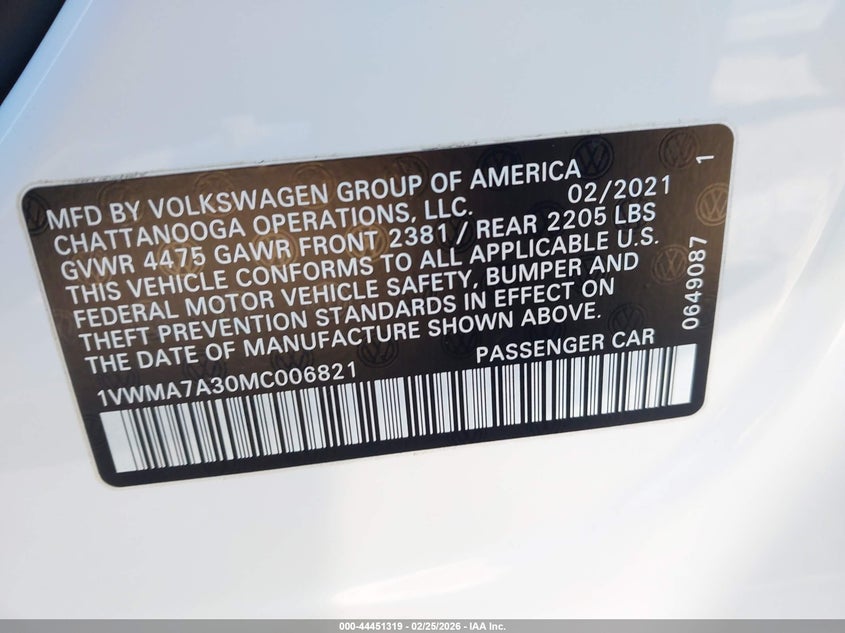 MFD BY VOLKSWAGEN GROUP OF AMERICA 02/2021 1
CHATTANOOGA OPERATIONS, LLC.
GVWR 4475 GAWR FRONT 2381 / REAR 2205 LBS
THIS VEHICLE CONFORMS TO ALL APPLICABLE U.S.
FEDERAL MOTOR VEHICLE SAFETY, BUMPER AND
THEFT PREVENTION STANDARDS IN EFFECT ON
THE DATE OF MANUFACTURE SHOWN ABOVE.
0649087
1VWMA7A30MC006821 PASSENGER CAR
000-44451319 - 02/25/2026 - IAA Inc.